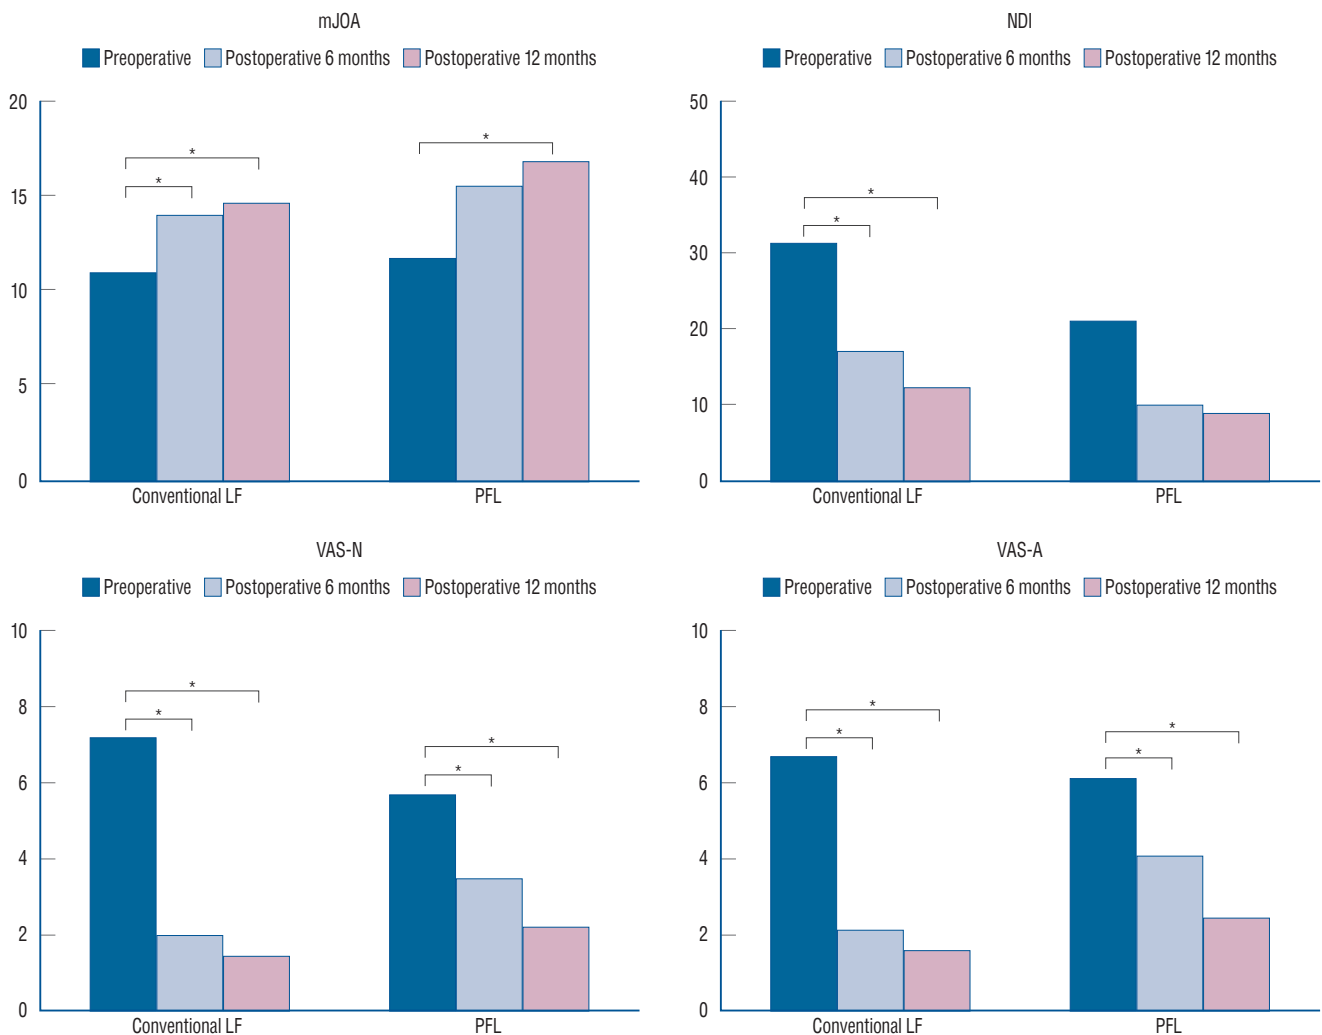 mJOA
Preoperative Postoperative 6 months Postoperative 12 months
20
15
10
5
0
* *
*
Conventional LF PFL
NDI
Preoperative Postoperative 6 months Postoperative 12 months
50
40
30
20
10
0
*
*
Conventional LF PFL
VAS-N
Preoperative Postoperative 6 months Postoperative 12 months
10
8
6
4
2
0
*
*
*
*
Conventional LF PFL
VAS-A
Preoperative Postoperative 6 months Postoperative 12 months
10
8
6
4
2
0
*
*
*
*
Conventional LF PFL